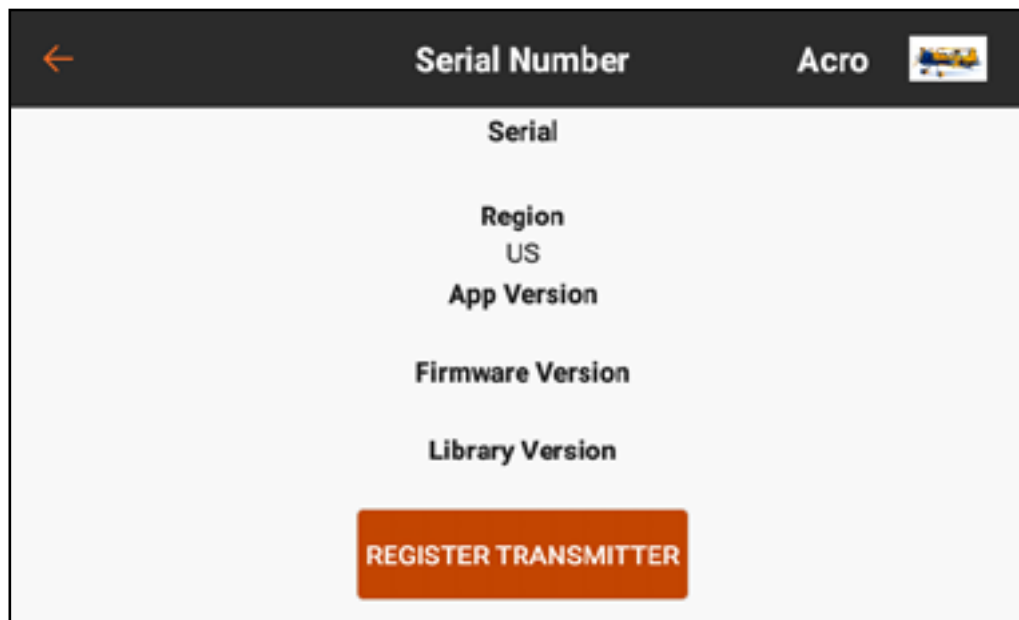 Serial Number Acro
Serial
Region
US
App Version
Firmware Version
Library Version
REGISTER TRANSMITTER